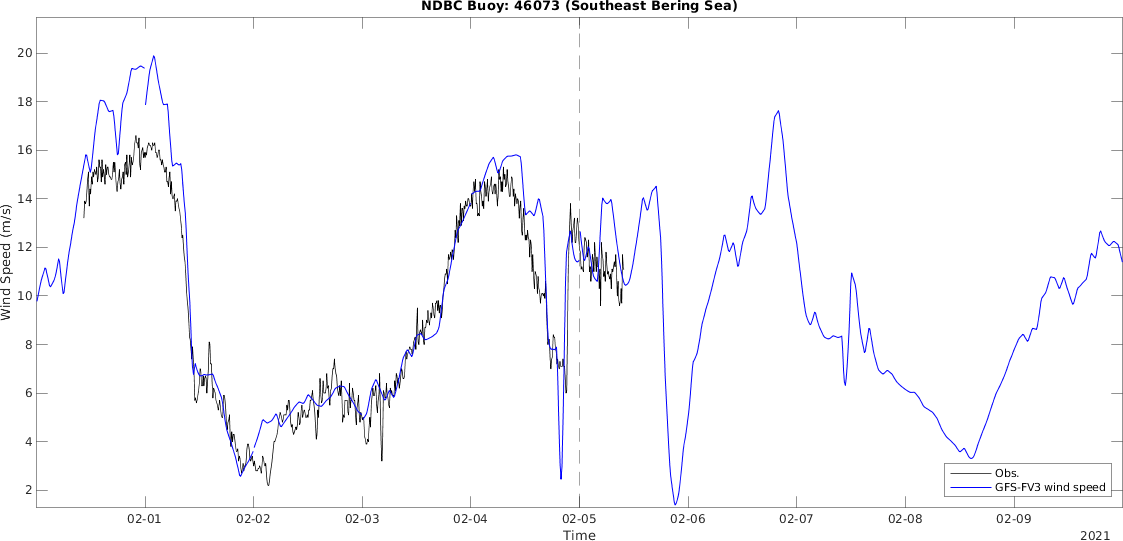 NDBC Buoy: 46073 (Southeast Bering Sea)
20
18
16
14
12
10
8
6
4
2
Wind Speed (m/s)
Obs.
GFS-FV3 wind speed
02-01 02-02 02-03 02-04 02-05 02-06 02-07 02-08 02-09
Time
2021